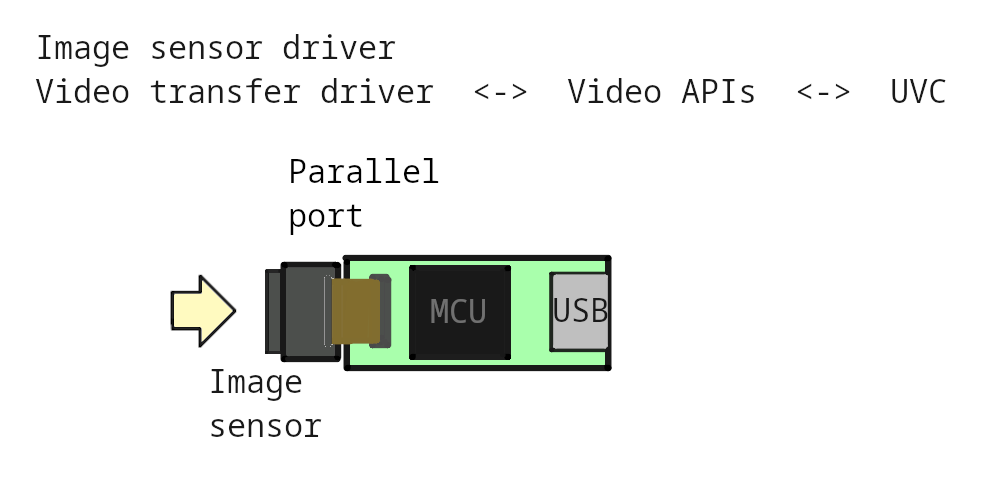 Image sensor driver
Video transfer driver <-> Video APIs <-> UVC
Parallel
port
MCU
USB
Image
sensor